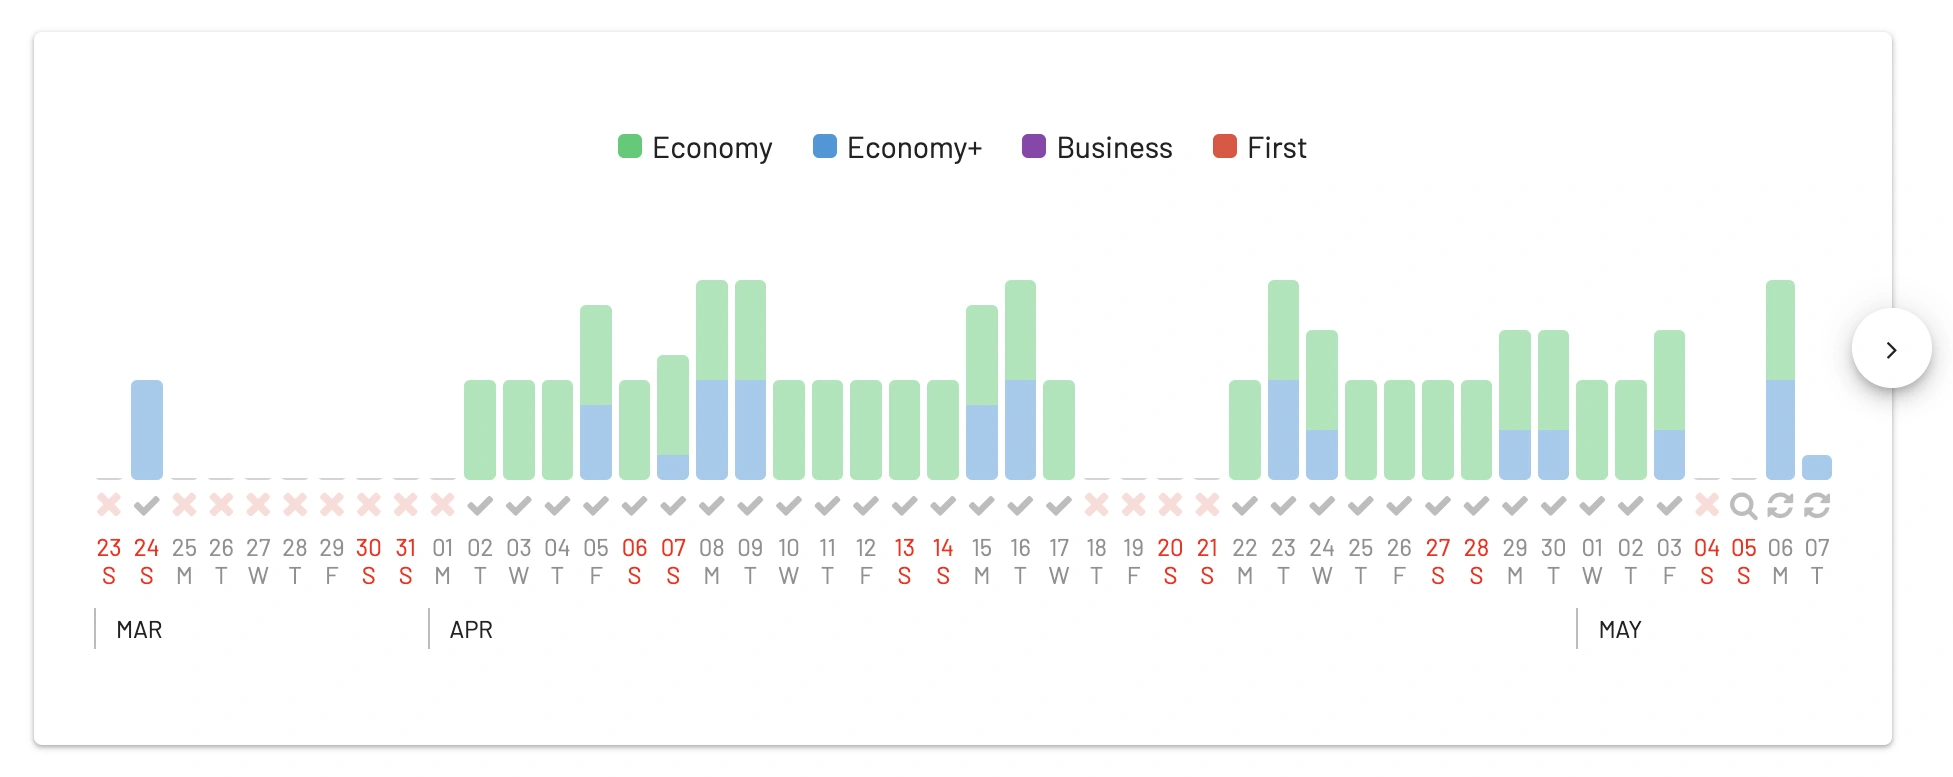 Economy Economy+ Business First
23 24 25 26 27 28 29 30 31 01 02 03 04 05 06 07 08 09 10 11 12 13 14 15 16 17 18 19 20 21 22 23 24 25 26 27 28 29 30 01 02 03 04 05 06 07
S S M T W T F S S M T W T F S S M T W T F S S M T W T F S S M T W T F S S M T W T F S S M T
MAR APR MAY